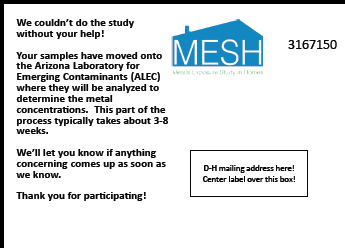 We couldn't do the study
without your help!
Your samples have moved onto
the Arizona Laboratory for
Emerging Contaminants (ALEC)
where they will be analyzed to
determine the metal
concentrations. This part of the
process typically takes about 3-8
weeks.
We'll let you know if anything
concerning comes up as soon as
we know.
Thank you for participating!
MESH
Metals Exposure Study in Homes
3167150
D-H mailing address here!
Center label over this box!